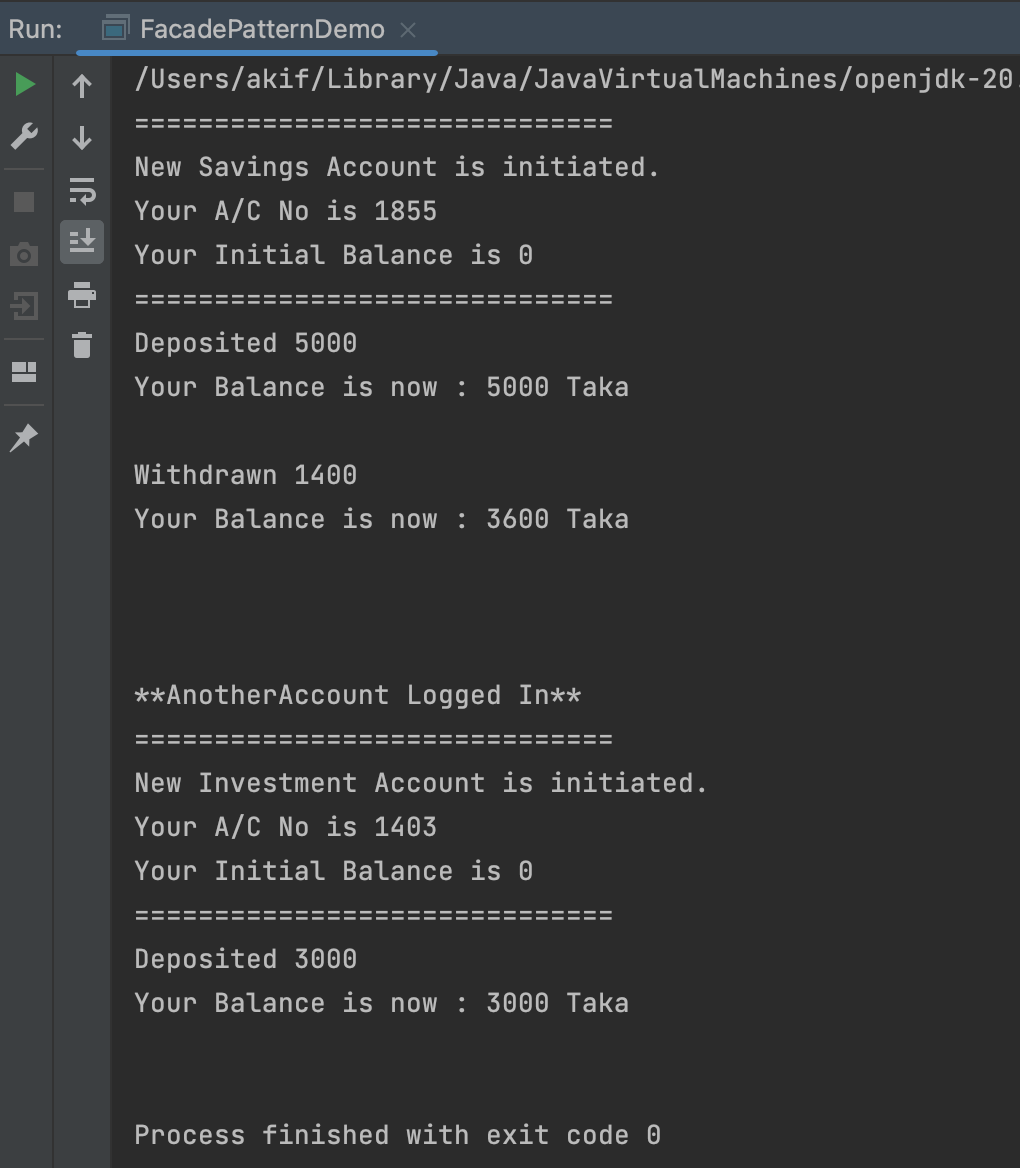 Run: FacadePatternDemo
/Users/akif/Library/Java/JavaVirtualMachines/openjdk-20.
==============================
New Savings Account is initiated.
Your A/C No is 1855
Your Initial Balance is 0
==============================
Deposited 5000
Your Balance is now : 5000 Taka
Withdrawn 1400
Your Balance is now : 3600 Taka
**AnotherAccount Logged In**
==============================
New Investment Account is initiated.
Your A/C No is 1403
Your Initial Balance is 0
==============================
Deposited 3000
Your Balance is now : 3000 Taka
Process finished with exit code 0